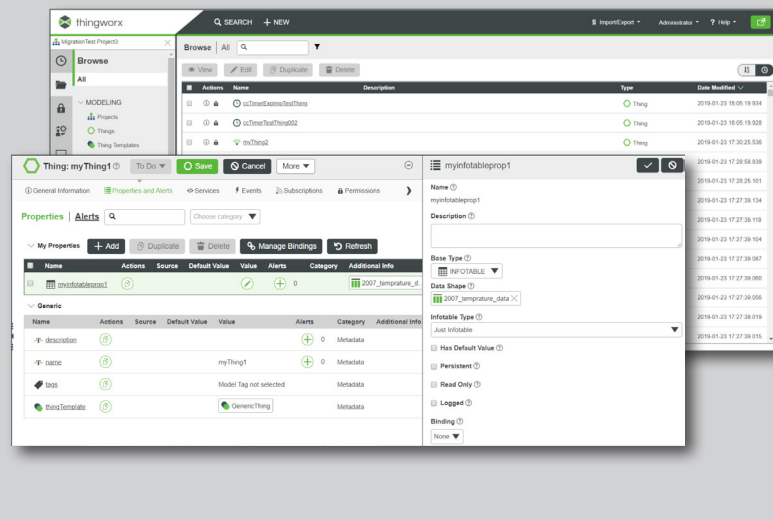 thingworx
SEARCH
+ NEW
Import/Export
Administrator
? Help
MigrationTest Project3
Browse
All
MODELING
Projects
Things
Thing Templates
Browse | All
View
Edit
Duplicate
Delete
Actions Name Description Type Date Modified
ccTimerExpImpTestThing Thing 2019-01-23 18:05:19.934
ccTimerTestThing002 Thing 2019-01-23 18:05:19.928
myThing2 Thing 2019-01-23 17:30:25.536
2019-01-23 17:28:58.839
2019-01-23 17:28:25.101
2019-01-23 17:27:39.134
2019-01-23 17:27:39.119
2019-01-23 17:27:39.104
2019-01-23 17:27:39.087
2019-01-23 17:27:39.060
2019-01-23 17:27:39.056
2019-01-23 17:27:39.019
2019-01-23 17:27:39.015
Thing: myThing1
To Do
Save
Cancel
More
General Information
Properties and Alerts
Services
Events
Subscriptions
Permissions
Properties | Alerts
Choose category
My Properties
+ Add
Duplicate
Delete
Manage Bindings
Refresh
Name Actions Source Default Value Value Alerts Category Additional Info
myinfotableprop1 0 2007_temprature_d
Generic
Name Actions Source Default Value Value Alerts Category Additional Info
description 0 Metadata
name myThing1 0 Metadata
tags Model Tag not selected Metadata
thingTemplate GenericThing Metadata
myinfotableprop1
Name
myinfotableprop1
Description
Base Type
INFOTABLE
Data Shape
2007_temprature_data
Infotable Type
Just Infotable
Has Default Value
Persistent
Read Only
Logged
Binding
None